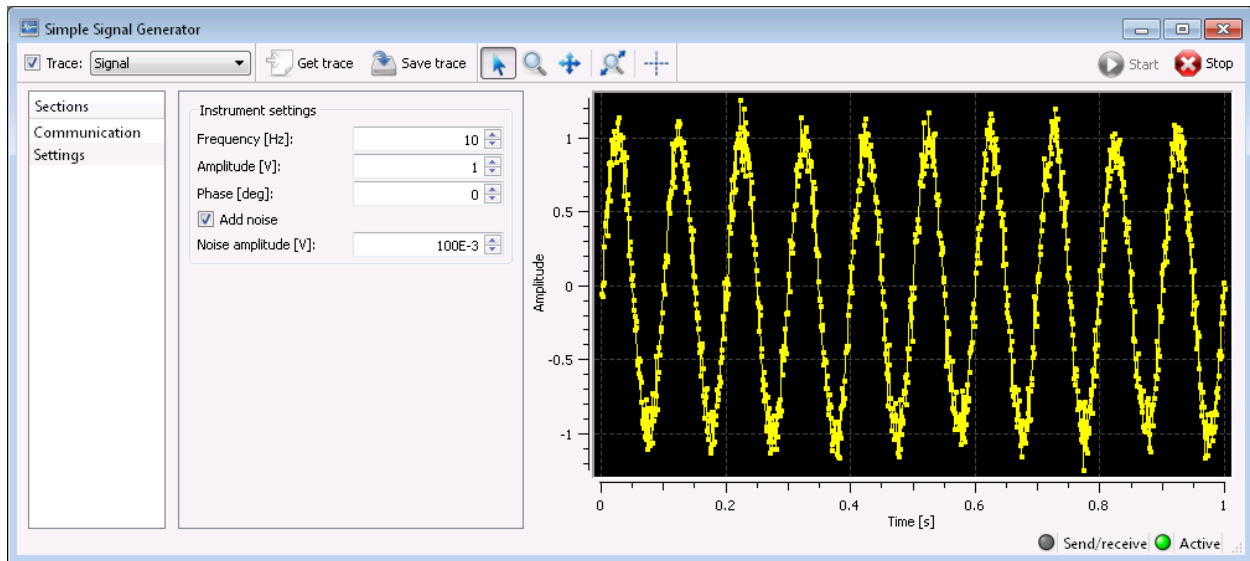 Simple Signal Generator
Trace: Signal Get trace Save trace Start Stop
Sections
Communication
Settings
Instrument settings
Frequency [Hz]: 10
Amplitude [V]: 1
Phase [deg]: 0
Add noise
Noise amplitude [V]: 100E-3
Amplitude
1
0.5
0
-0.5
-1
0 0.2 0.4 0.6 0.8 1
Time [s]
Send/receive Active